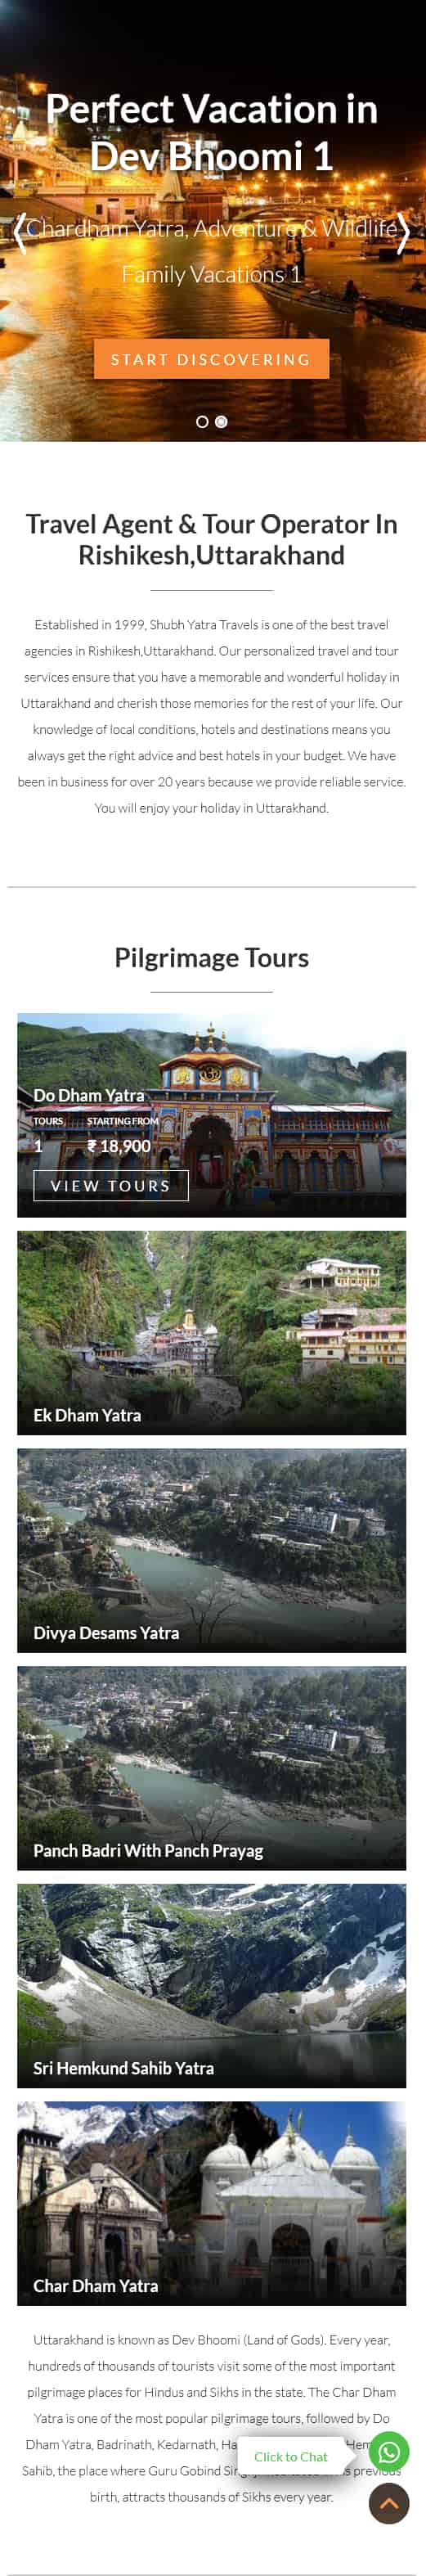 Perfect Vacation in
Dev Bhoomi 1
Chardham Yatra, Adventure & Wildlife
Family Vacations 1
START DISCOVERING
Travel Agent & Tour Operator In
Rishikesh,Uttarakhand
Established in 1999, Shubh Yatra Travels is one of the best travel
agencies in Rishikesh,Uttarakhand. Our personalized travel and tour
services ensure that you have a memorable and wonderful holiday in
Uttarakhand and cherish those memories for the rest of your life. Our
knowledge of local conditions, hotels and destinations means you
always get the right advice and best hotels in your budget. We have
been in business for over 20 years because we provide reliable service.
You will enjoy your holiday in Uttarakhand.
Pilgrimage Tours
Do Dham Yatra
TOURS STARTING FROM
1 ₹ 18,900
VIEW TOURS
Ek Dham Yatra
Divya Desams Yatra
Panch Badri With Panch Prayag
Sri Hemkund Sahib Yatra
Char Dham Yatra
Uttarakhand is known as Dev Bhoomi (Land of Gods). Every year,
hundreds of thousands of tourists visit some of the most important
pilgrimage places for Hindus and Sikhs in the state. The Char Dham
Yatra is one of the most popular pilgrimage tours, followed by Do
Dham Yatra, Badrinath, Kedarnath,
Click to Chat
Sahib, the place where Guru Gobind previous
birth, attracts thousands of Sikhs every year.